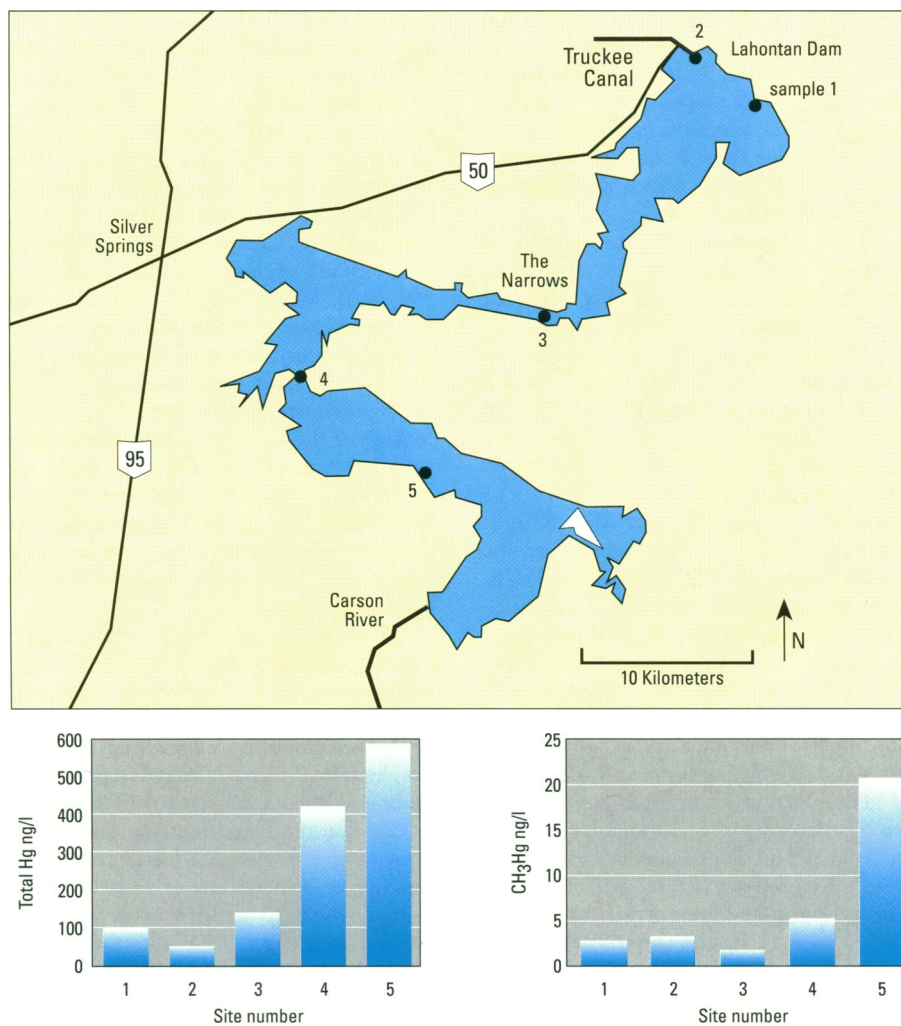 2
Lahontan Dam
Truckee
Canal
sample 1
50
Silver
Springs
The
Narrows
3
4
95
5
Carson
River
N
10 Kilometers
600
500
400
300
200
100
0
Total Hg ng/l
1 2 3 4 5
Site number
25
20
15
10
5
0
CH₃Hg ng/l
1 2 3 4 5
Site number